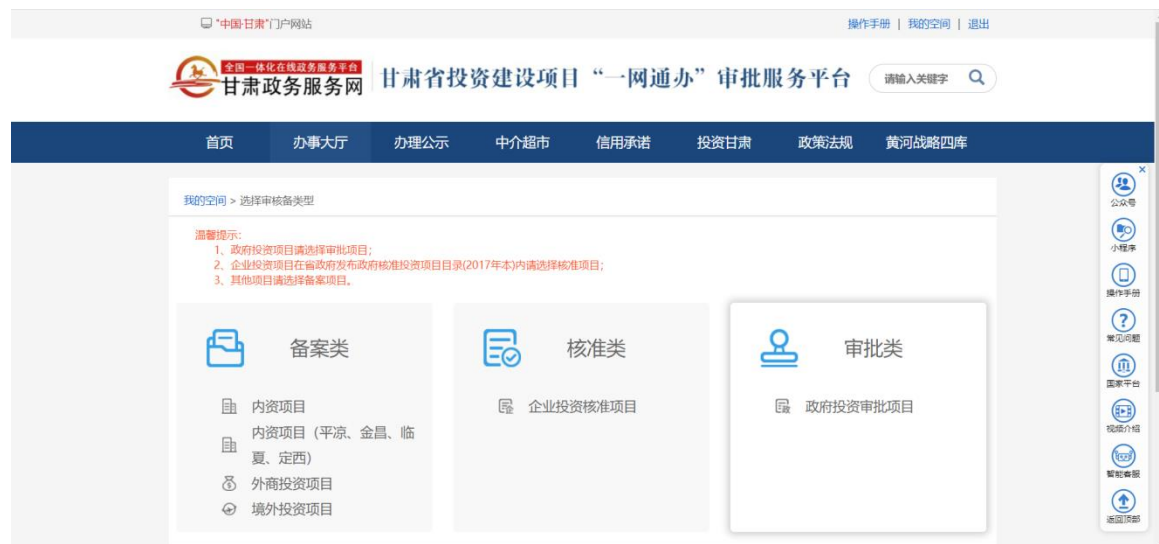 "中国·甘肃"门户网站
操作手册 | 我的空间 | 退出
全国一体化在线政务服务平台
甘肃政务服务网
甘肃省投资建设项目“一网通办”审批服务平台
请输入关键字
首页 办事大厅 办理公示 中介超市 信用承诺 投资甘肃 政策法规 黄河战略四库
我的空间 > 选择审核备类型
温馨提示：
1、政府投资项目请选择审批项目；
2、企业投资项目在省政府发布政府核准投资项目目录(2017年本)内请选择核准项目；
3、其他项目请选择备案项目。
备案类
内资项目
内资项目（平凉、金昌、临
夏、定西）
外商投资项目
境外投资项目
核准类
企业投资核准项目
审批类
政府投资审批项目
×
公众号
小程序
操作手册
常见问题
国家平台
视频介绍
智能客服
返回顶部